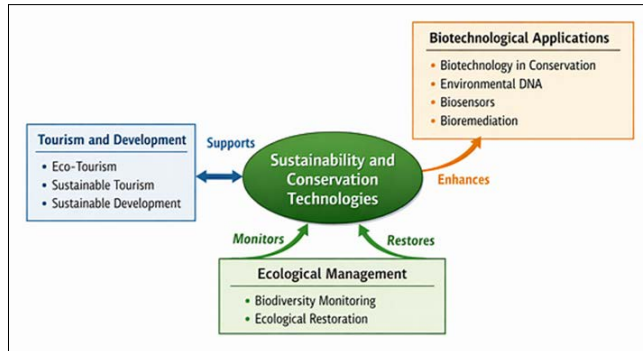 Biotechnological Applications
• Biotechnology in Conservation
• Environmental DNA
• Biosensors
• Bioremediation
Tourism and Development
• Eco-Tourism
• Sustainable Tourism
• Sustainable Development
Supports
Sustainability and
Conservation
Technologies
Enhances
Monitors
Restores
Ecological Management
• Biodiversity Monitoring
• Ecological Restoration